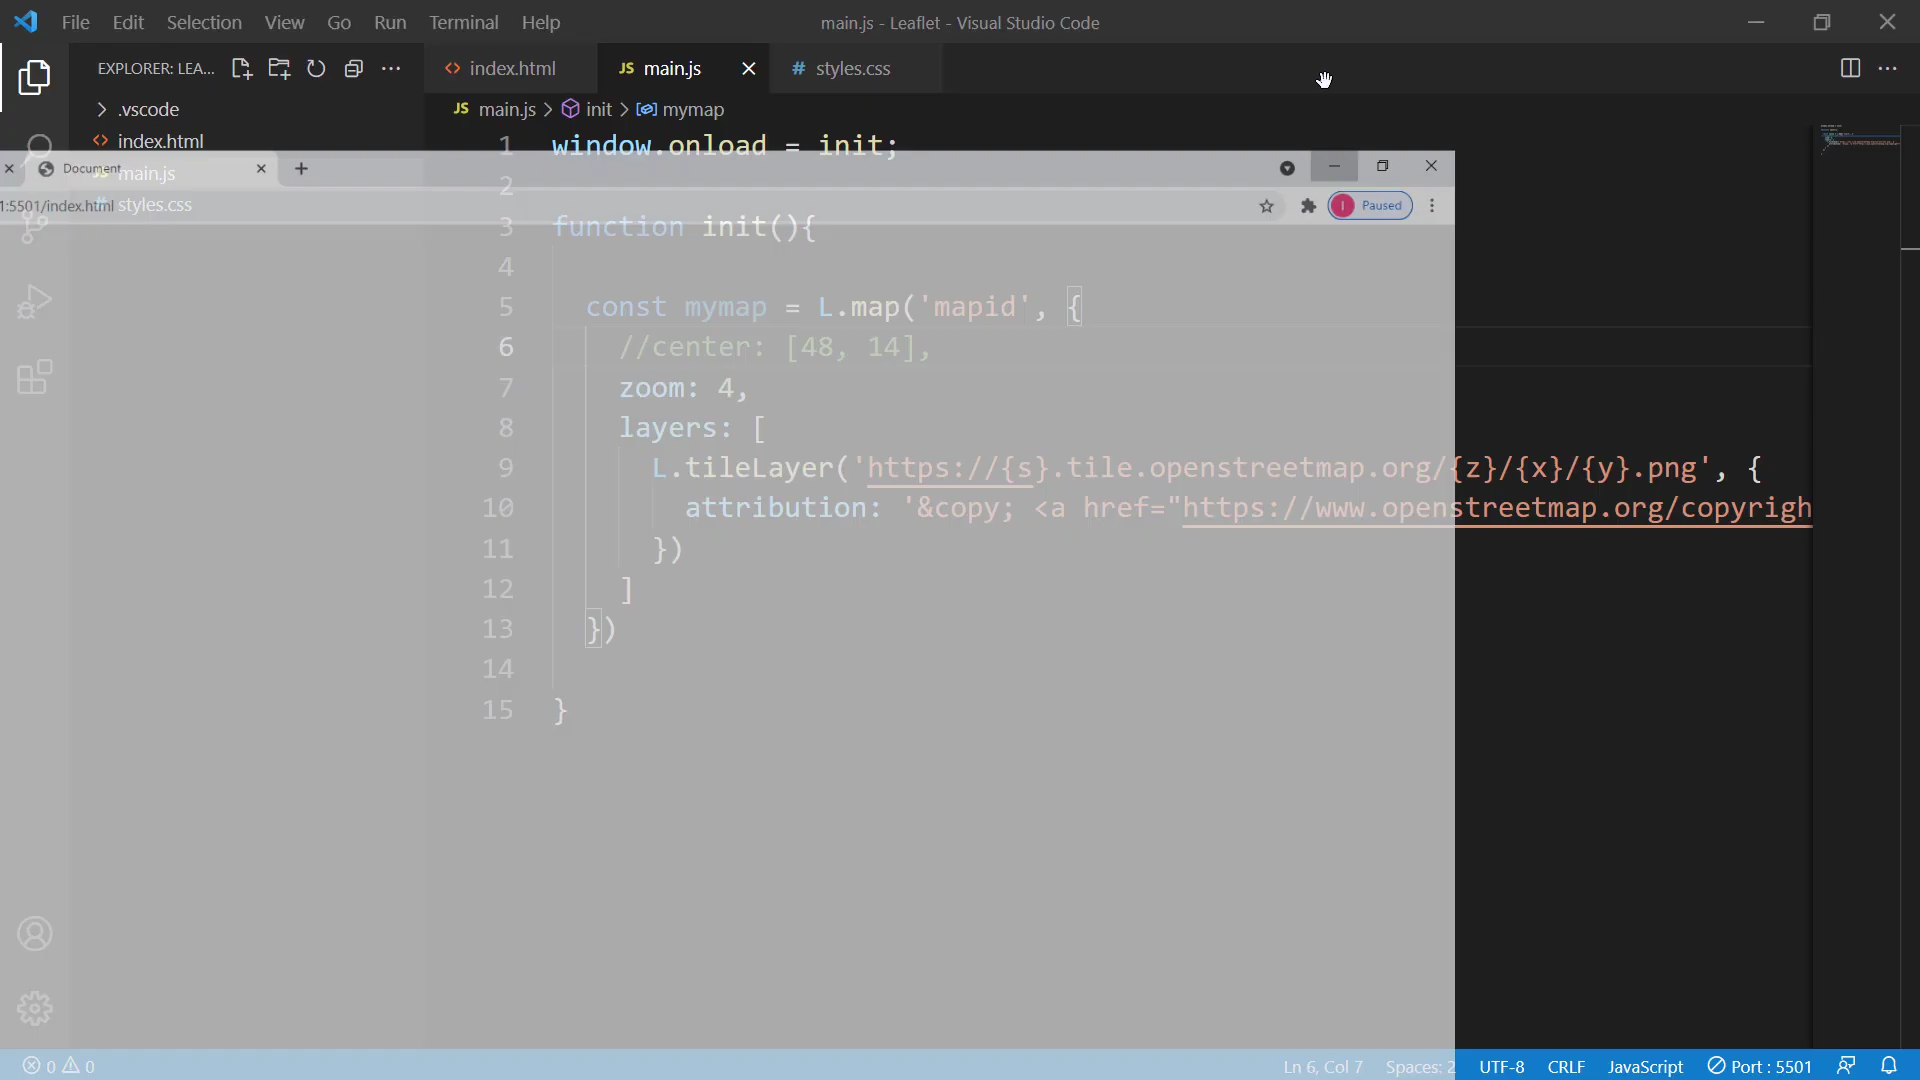 File Edit Selection View Go Run Terminal Help
main.js - Leaflet - Visual Studio Code
EXPLORER: LEA...
index.html
JS main.js
# styles.css
.vscode
index.html
main.js
styles.css
JS main.js > init > mymap
Document
1:5501/index.html
I Paused
1 window.onload = init;
2
3 function init(){
4
5 const mymap = L.map('mapid', {
6 //center: [48, 14],
7 zoom: 4,
8 layers: [
9 L.tileLayer('https://{s}.tile.openstreetmap.org/{z}/{x}/{y}.png', {
10 attribution: '&copy; <a href="https://www.openstreetmap.org/copyrigh
11 })
12 ]
13 })
14
15 }
0 0
Ln 6, Col 7 Spaces: 2 UTF-8 CRLF JavaScript Port : 5501